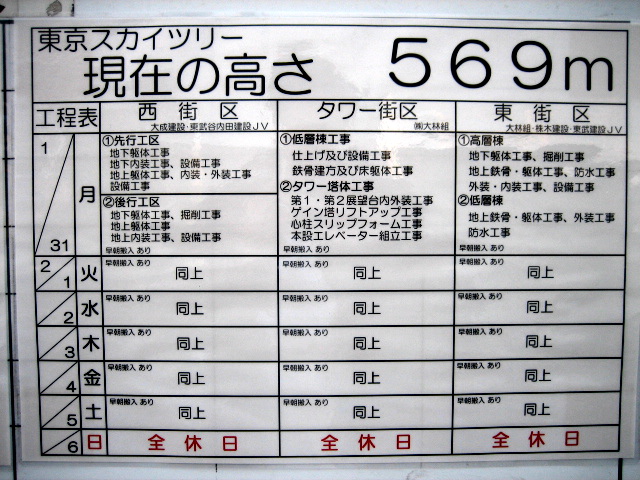 東京スカイツリー
現在の高さ 569m
工程表 西街区 タワー街区 東街区
大成建設・東武谷内田建設JV ㈱大林組 大林組・株木建設・東武建設JV
1/31 月
①先行工区
地下躯体工事
地下内装工事、設備工事
地上躯体工事、内装・外装工事
設備工事
②後行工区
地下躯体工事、掘削工事
地上躯体工事
地上内装工事、設備工事
早朝搬入あり
①低層棟工事
仕上げ及び設備工事
鉄骨建方及び床躯体工事
②タワー塔体工事
第1・第2展望台内外装工事
ゲイン塔リフトアップ工事
心柱スリップフォーム工事
本設エレベーター組立工事
早朝搬入あり
①高層棟
地下躯体工事、掘削工事
地上鉄骨・躯体工事、防水工事
外装・内装工事、設備工事
②低層棟
地上鉄骨・躯体工事、外装工事
防水工事
早朝搬入あり
2/1 火 早朝搬入あり 同上 早朝搬入あり 同上 早朝搬入あり 同上
2 水 早朝搬入あり 同上 早朝搬入あり 同上 早朝搬入あり 同上
3 木 早朝搬入あり 同上 早朝搬入あり 同上 早朝搬入あり 同上
4 金 早朝搬入あり 同上 早朝搬入あり 同上 早朝搬入あり 同上
5 土 早朝搬入あり 同上 早朝搬入あり 同上 早朝搬入あり 同上
6 日 全休日 全休日 全休日